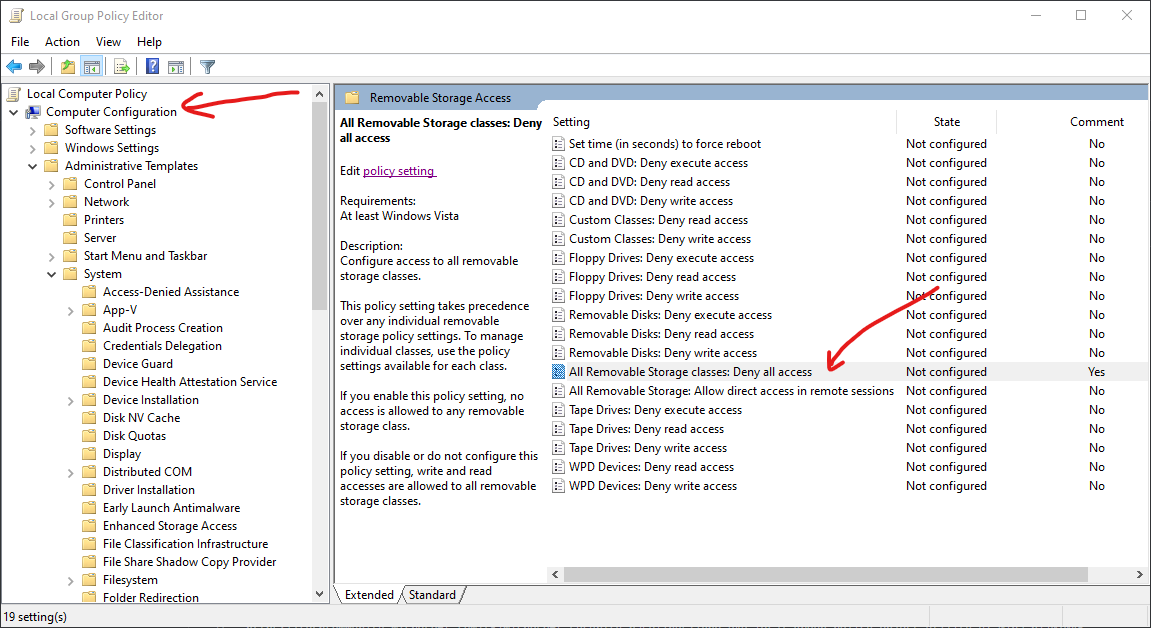 Local Group Policy Editor
File Action View Help
Local Computer Policy
Computer Configuration
Software Settings
Windows Settings
Administrative Templates
Control Panel
Network
Printers
Server
Start Menu and Taskbar
System
Access-Denied Assistance
App-V
Audit Process Creation
Credentials Delegation
Device Guard
Device Health Attestation Service
Device Installation
Disk NV Cache
Disk Quotas
Display
Distributed COM
Driver Installation
Early Launch Antimalware
Enhanced Storage Access
File Classification Infrastructure
File Share Shadow Copy Provider
Filesystem
Folder Redirection
Removable Storage Access
All Removable Storage classes: Deny
all access
Edit policy setting
Requirements:
At least Windows Vista
Description:
Configure access to all removable
storage classes.
This policy setting takes precedence
over any individual removable
storage policy settings. To manage
individual classes, use the policy
settings available for each class.
If you enable this policy setting, no
access is allowed to any removable
storage class.
If you disable or do not configure this
policy setting, write and read
accesses are allowed to all removable
storage classes.
Setting State Comment
Set time (in seconds) to force reboot Not configured No
CD and DVD: Deny execute access Not configured No
CD and DVD: Deny read access Not configured No
CD and DVD: Deny write access Not configured No
Custom Classes: Deny read access Not configured No
Custom Classes: Deny write access Not configured No
Floppy Drives: Deny execute access Not configured No
Floppy Drives: Deny read access Not configured No
Floppy Drives: Deny write access Not configured No
Removable Disks: Deny execute access Not configured No
Removable Disks: Deny read access Not configured No
Removable Disks: Deny write access Not configured No
All Removable Storage classes: Deny all access Not configured Yes
All Removable Storage: Allow direct access in remote sessions Not configured No
Tape Drives: Deny execute access Not configured No
Tape Drives: Deny read access Not configured No
Tape Drives: Deny write access Not configured No
WPD Devices: Deny read access Not configured No
WPD Devices: Deny write access Not configured No
Extended Standard
19 setting(s)